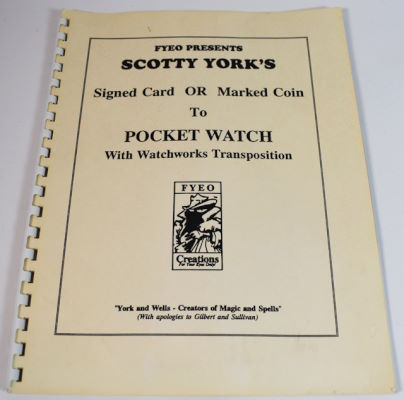 FYEO PRESENTS
SCOTTY YORK'S
Signed Card OR Marked Coin
To
POCKET WATCH
With Watchworks Transposition
FYEO
Creations
For Your Eyes Only!
"York and Wells - Creators of Magic and Spells"
(With apologies to Gilbert and Sullivan)